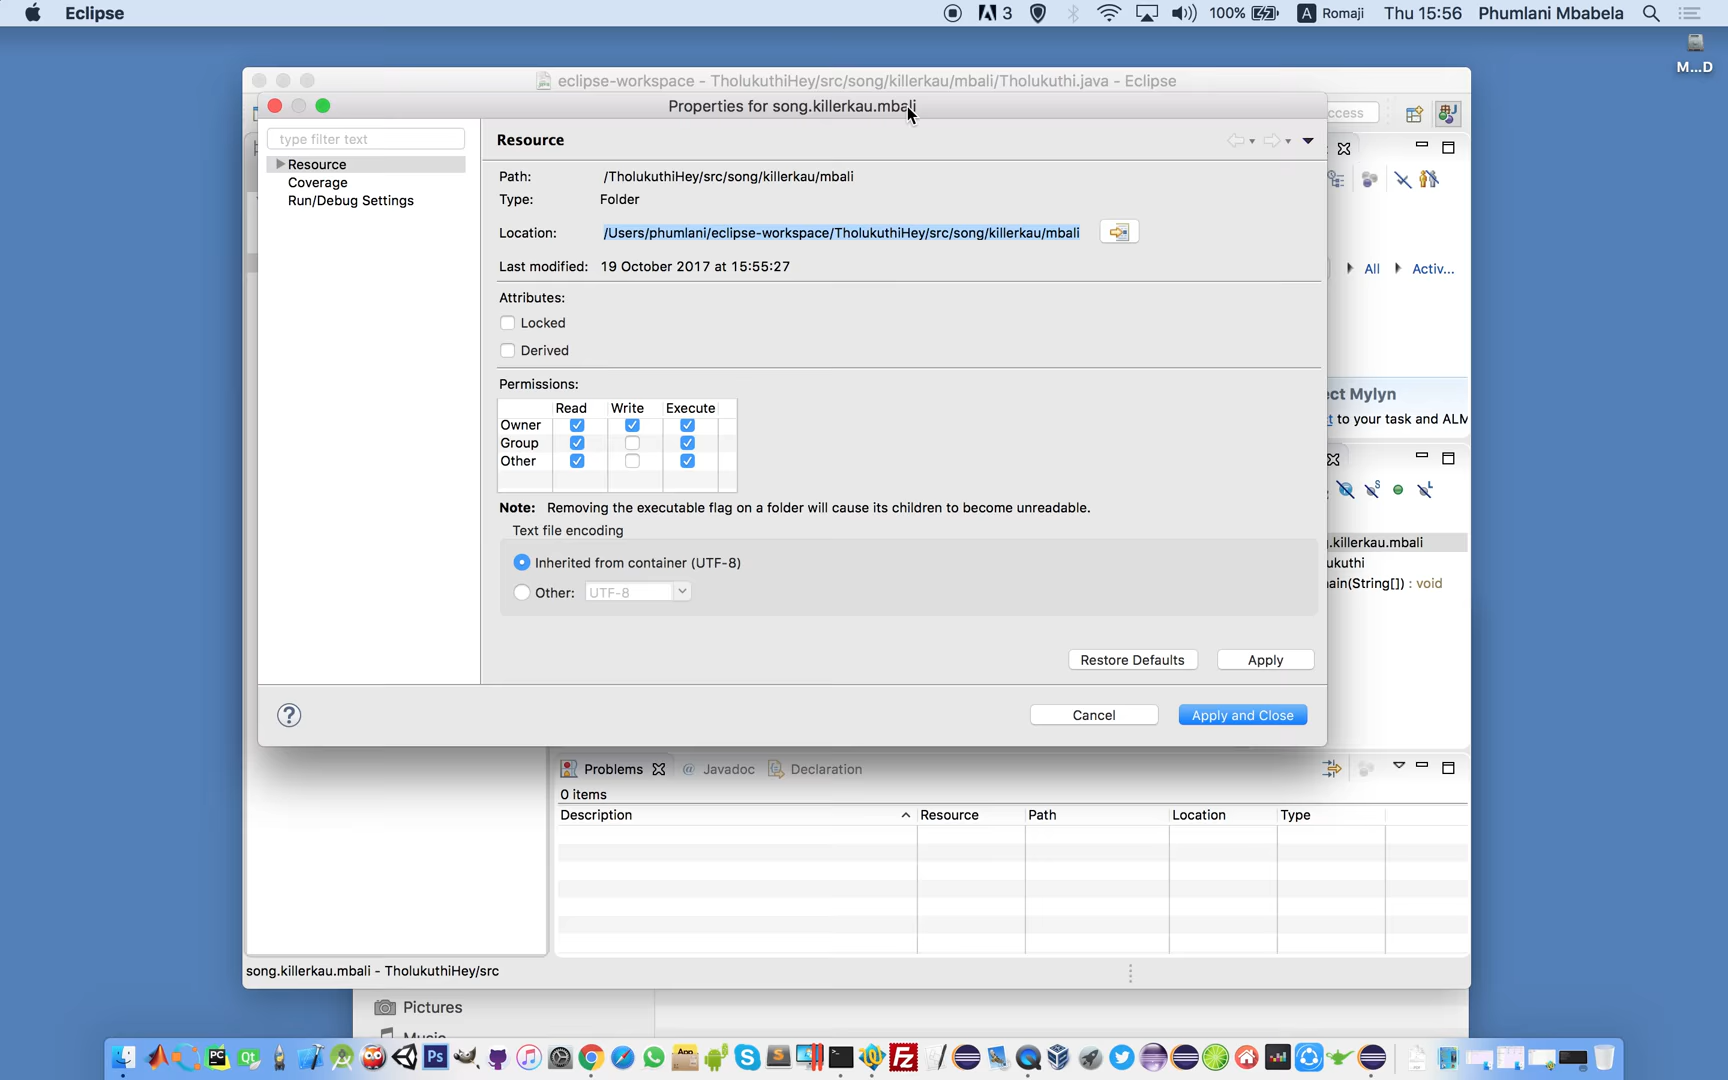 Eclipse
3
100%
A Romaji
Thu 15:56
Phumlani Mbabela
M...D
eclipse-workspace - TholukuthiHey/src/song/killerkau/mbali/Tholukuthi.java - Eclipse
Properties for song.killerkau.mbali
type filter text
Resource
Coverage
Run/Debug Settings
Resource
Path: /TholukuthiHey/src/song/killerkau/mbali
Type: Folder
Location: /Users/phumlani/eclipse-workspace/TholukuthiHey/src/song/killerkau/mbali
Last modified: 19 October 2017 at 15:55:27
Attributes:
Locked
Derived
Permissions:
Read Write Execute
Owner
Group
Other
Note: Removing the executable flag on a folder will cause its children to become unreadable.
Text file encoding
Inherited from container (UTF-8)
Other: UTF-8
Restore Defaults
Apply
Cancel
Apply and Close
?
cess
All
Activ...
ct Mylyn
t to your task and ALM
.killerkau.mbali
ukuthi
ain(String[]) : void
Problems
@ Javadoc
Declaration
0 items
Description Resource Path Location Type
song.killerkau.mbali - TholukuthiHey/src
Pictures
PC
Qt
Ps
App
S